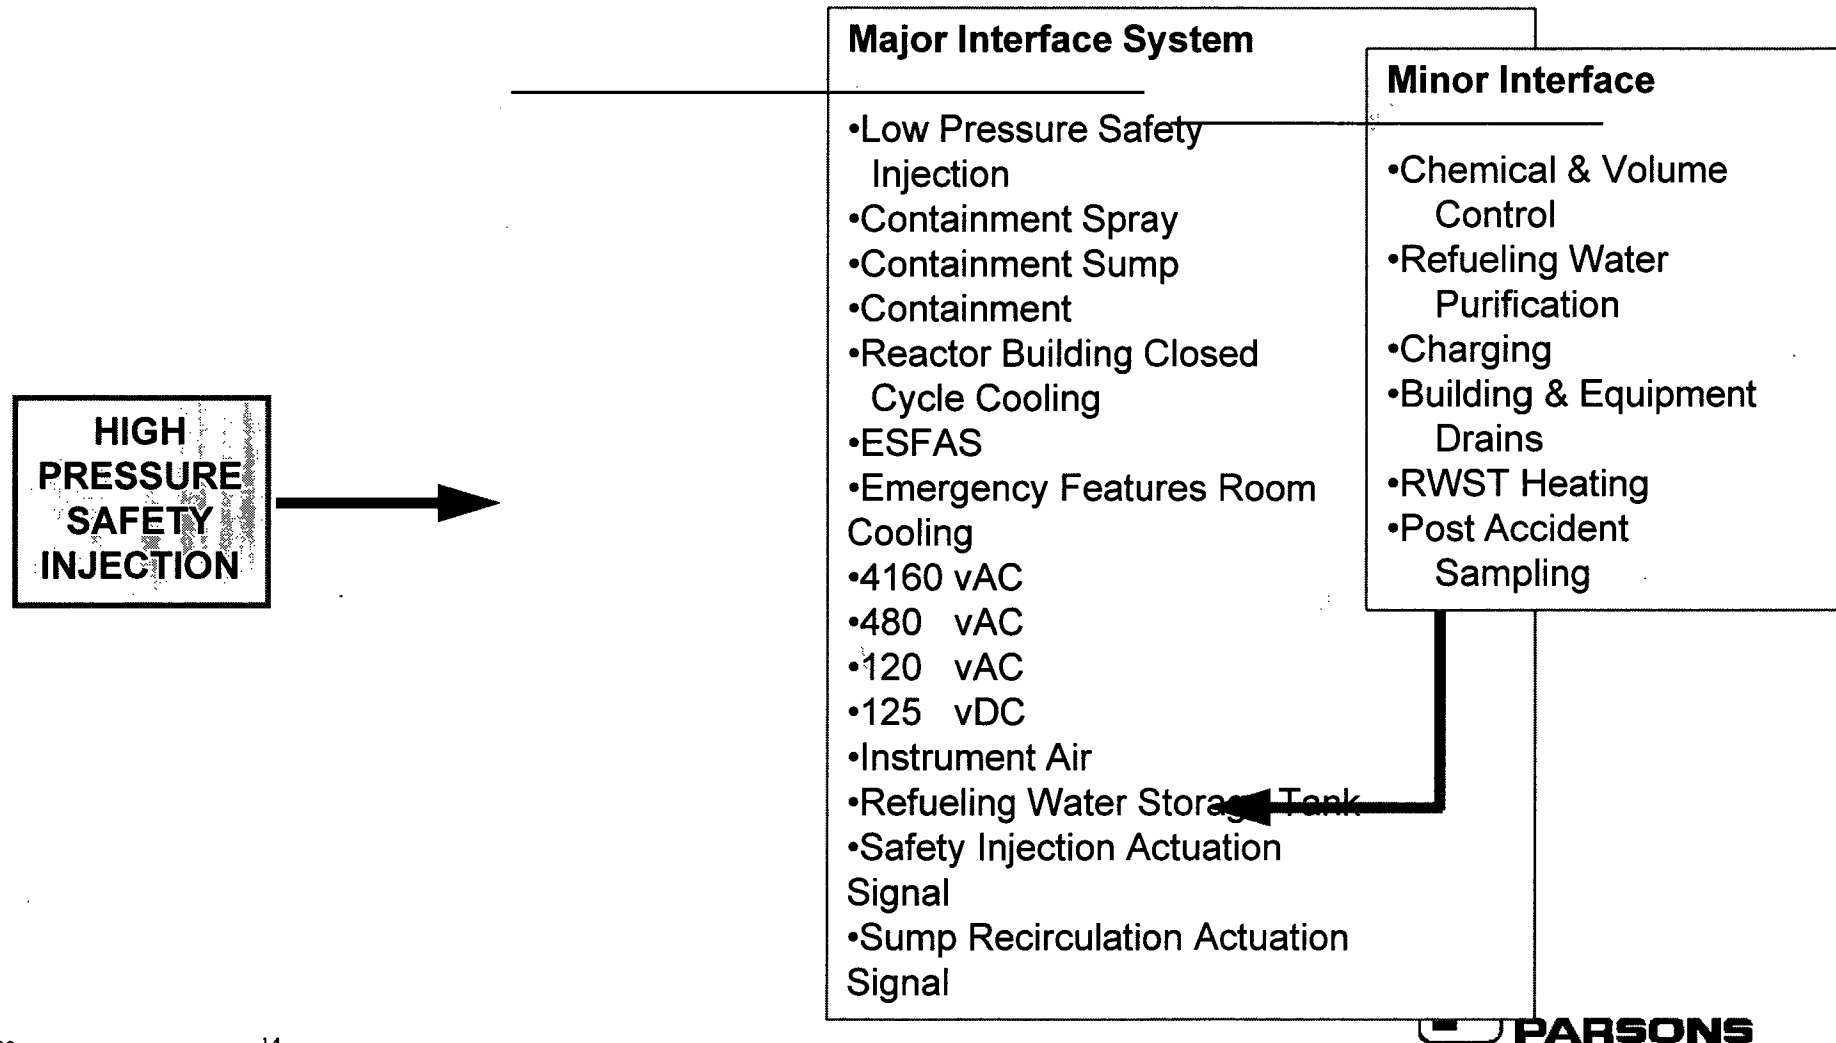 HIGH
PRESSURE
SAFETY
INJECTION
Major Interface System
•Low Pressure Safety
Injection
•Containment Spray
•Containment Sump
•Containment
•Reactor Building Closed
Cycle Cooling
•ESFAS
•Emergency Features Room
Cooling
•4160 vAC
•480 vAC
•120 vAC
•125 vDC
•Instrument Air
•Refueling Water Storage Tank
•Safety Injection Actuation
Signal
•Sump Recirculation Actuation
Signal
Minor Interface
•Chemical & Volume
Control
•Refueling Water
Purification
•Charging
•Building & Equipment
Drains
•RWST Heating
•Post Accident
Sampling
PARSONS